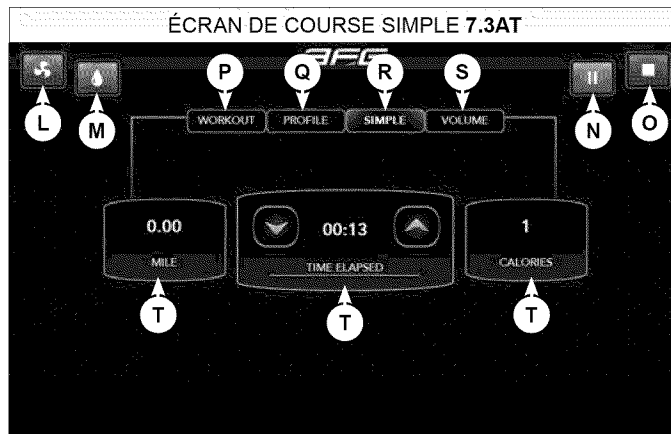 ÉCRAN DE COURSE SIMPLE 7.3AT
AFG
P Q R S
L M N O
WORKOUT PROFILE SIMPLE VOLUME
0.00 00:13 1
MILE TIME ELAPSED CALORIES
T T T